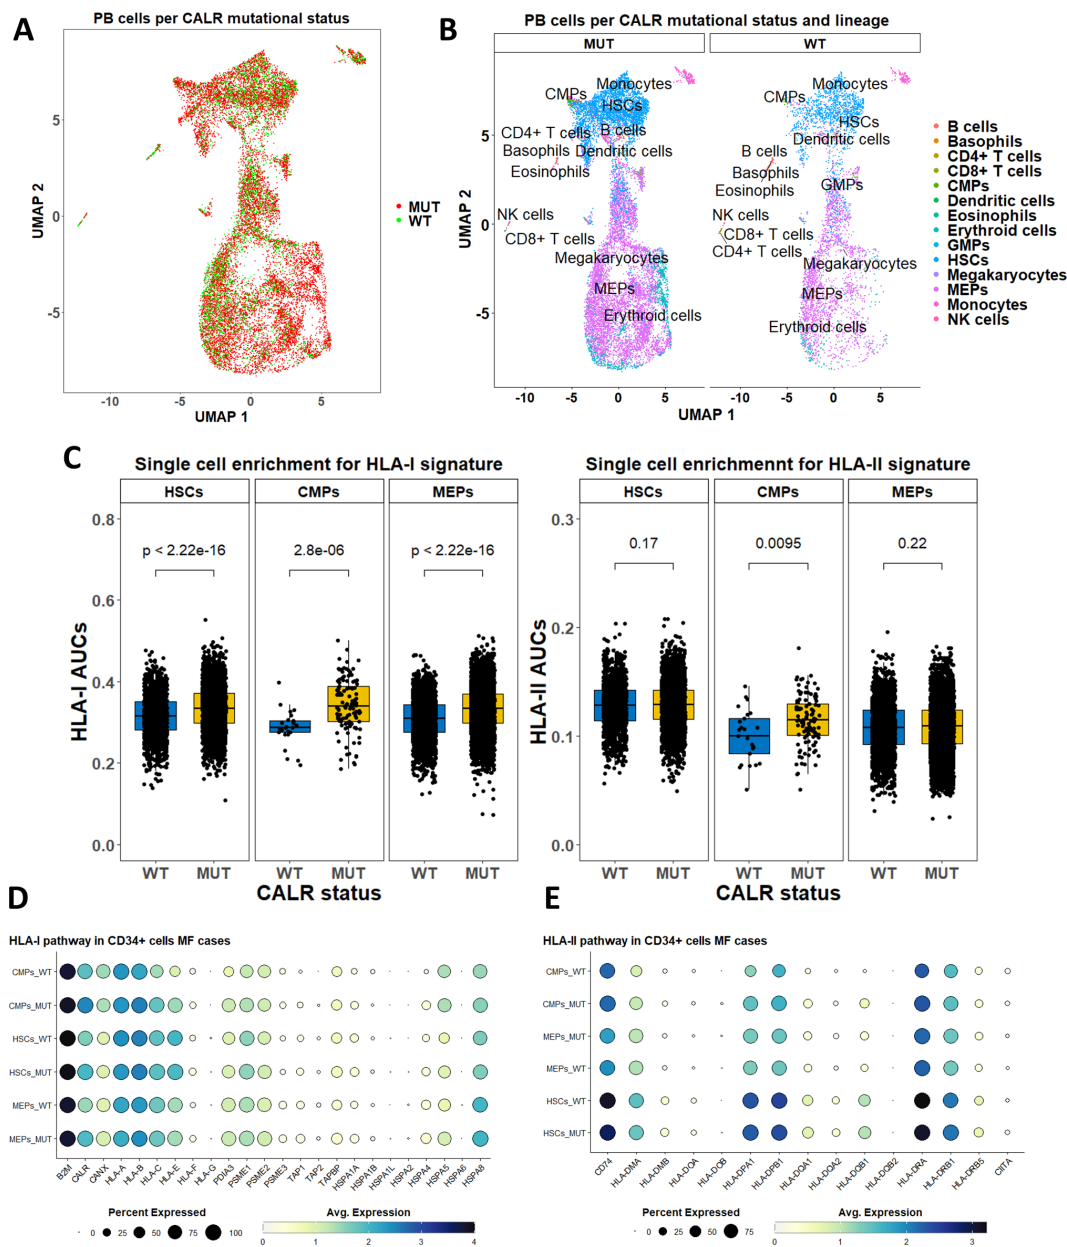 A
PB cells per CALR mutational status
UMAP 2
5
0
-5
-10
-5
0
5
UMAP 1
MUT
WT
B
PB cells per CALR mutational status and lineage
MUT
WT
Monocytes
CMPs
HSCs
CD4+ T cells
B cells
Basophils
Dendritic cells
Eosinophils
NK cells
CD8+ T cells
Megakaryocytes
MEPs
Erythroid cells
Monocytes
CMPs
HSCs
Dendritic cells
B cells
Basophils
GMPs
Eosinophils
NK cells
CD8+ T cells
CD4+ T cells
Megakaryocytes
MEPs
Erythroid cells
UMAP 2
5
0
-5
-10
-5
0
5
-10
-5
0
5
UMAP 1
B cells
Basophils
CD4+ T cells
CD8+ T cells
CMPs
Dendritic cells
Eosinophils
Erythroid cells
GMPs
HSCs
Megakaryocytes
MEPs
Monocytes
NK cells
C
Single cell enrichment for HLA-I signature
HSCs
CMPs
MEPs
p < 2.22e-16
2.8e-06
p < 2.22e-16
HLA-I AUCs
0.8
0.6
0.4
0.2
0.0
WT
MUT
WT
MUT
WT
MUT
Single cell enrichmennt for HLA-II signature
HSCs
CMPs
MEPs
0.17
0.0095
0.22
HLA-II AUCs
0.3
0.2
0.1
0.0
WT
MUT
WT
MUT
WT
MUT
CALR status
CALR status
D
HLA-I pathway in CD34+ cells MF cases
CMPs_WT
CMPs_MUT
HSCs_WT
HSCs_MUT
MEPs_WT
MEPs_MUT
B2M
CALR
CANX
HLA-A
HLA-B
HLA-C
HLA-E
HLA-F
HLA-G
PDIA3
PSME1
PSME2
PSME3
TAP1
TAP2
TAPBP
HSPA1A
HSPA1B
HSPA1L
HSPA2
HSPA4
HSPA5
HSPA6
HSPA8
Percent Expressed
0
25
50
75
100
Avg. Expression
0
1
2
3
4
E
HLA-II pathway in CD34+ cells MF cases
CMPs_WT
CMPs_MUT
MEPs_MUT
MEPs_WT
HSCs_WT
HSCs_MUT
CD74
HLA-DMA
HLA-DMB
HLA-DOA
HLA-DOB
HLA-DPA1
HLA-DPB1
HLA-DQA1
HLA-DQA2
HLA-DQB1
HLA-DQB2
HLA-DRA
HLA-DRB1
HLA-DRB5
CIITA
Percent Expressed
0
25
50
75
Avg. Expression
0
1
2
3